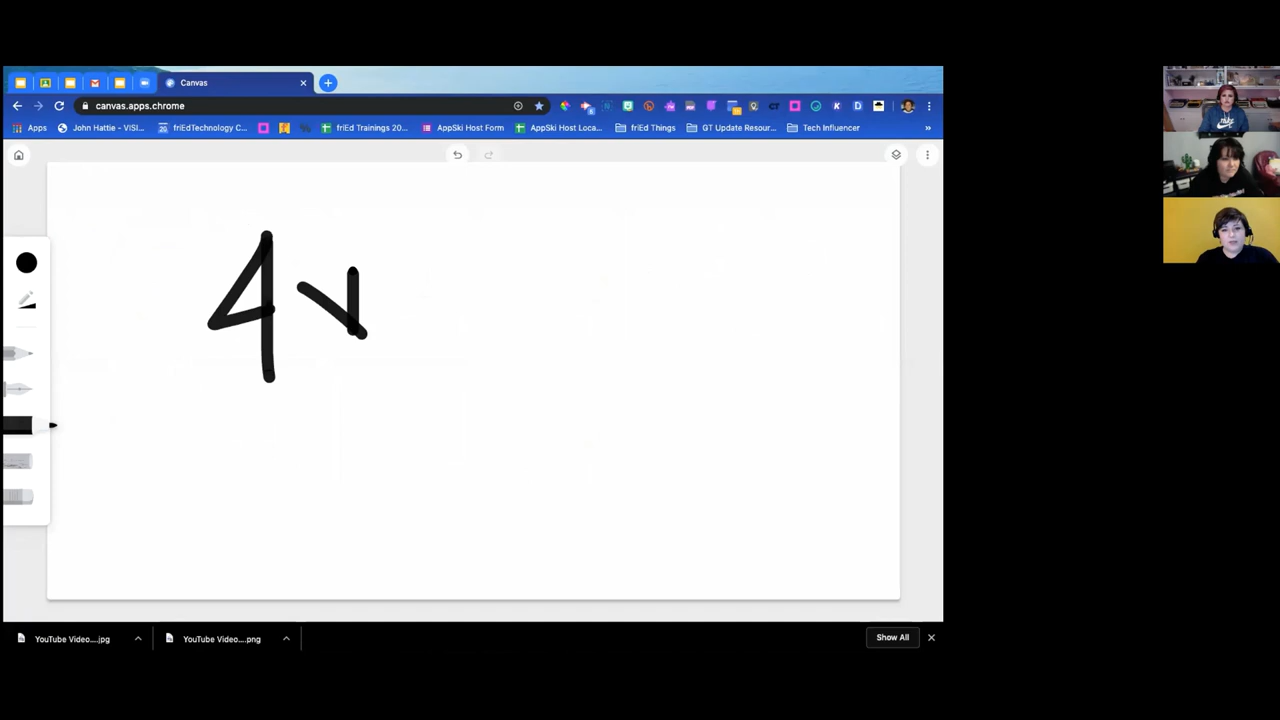 Canvas
canvas.apps.chrome
Apps John Hattie - VISI... friEdTechnology C... friEd Trainings 20... AppSki Host Form AppSki Host Loca... friEd Things GT Update Resour... Tech Influencer »
4
YouTube Video....jpg YouTube Video....png Show All